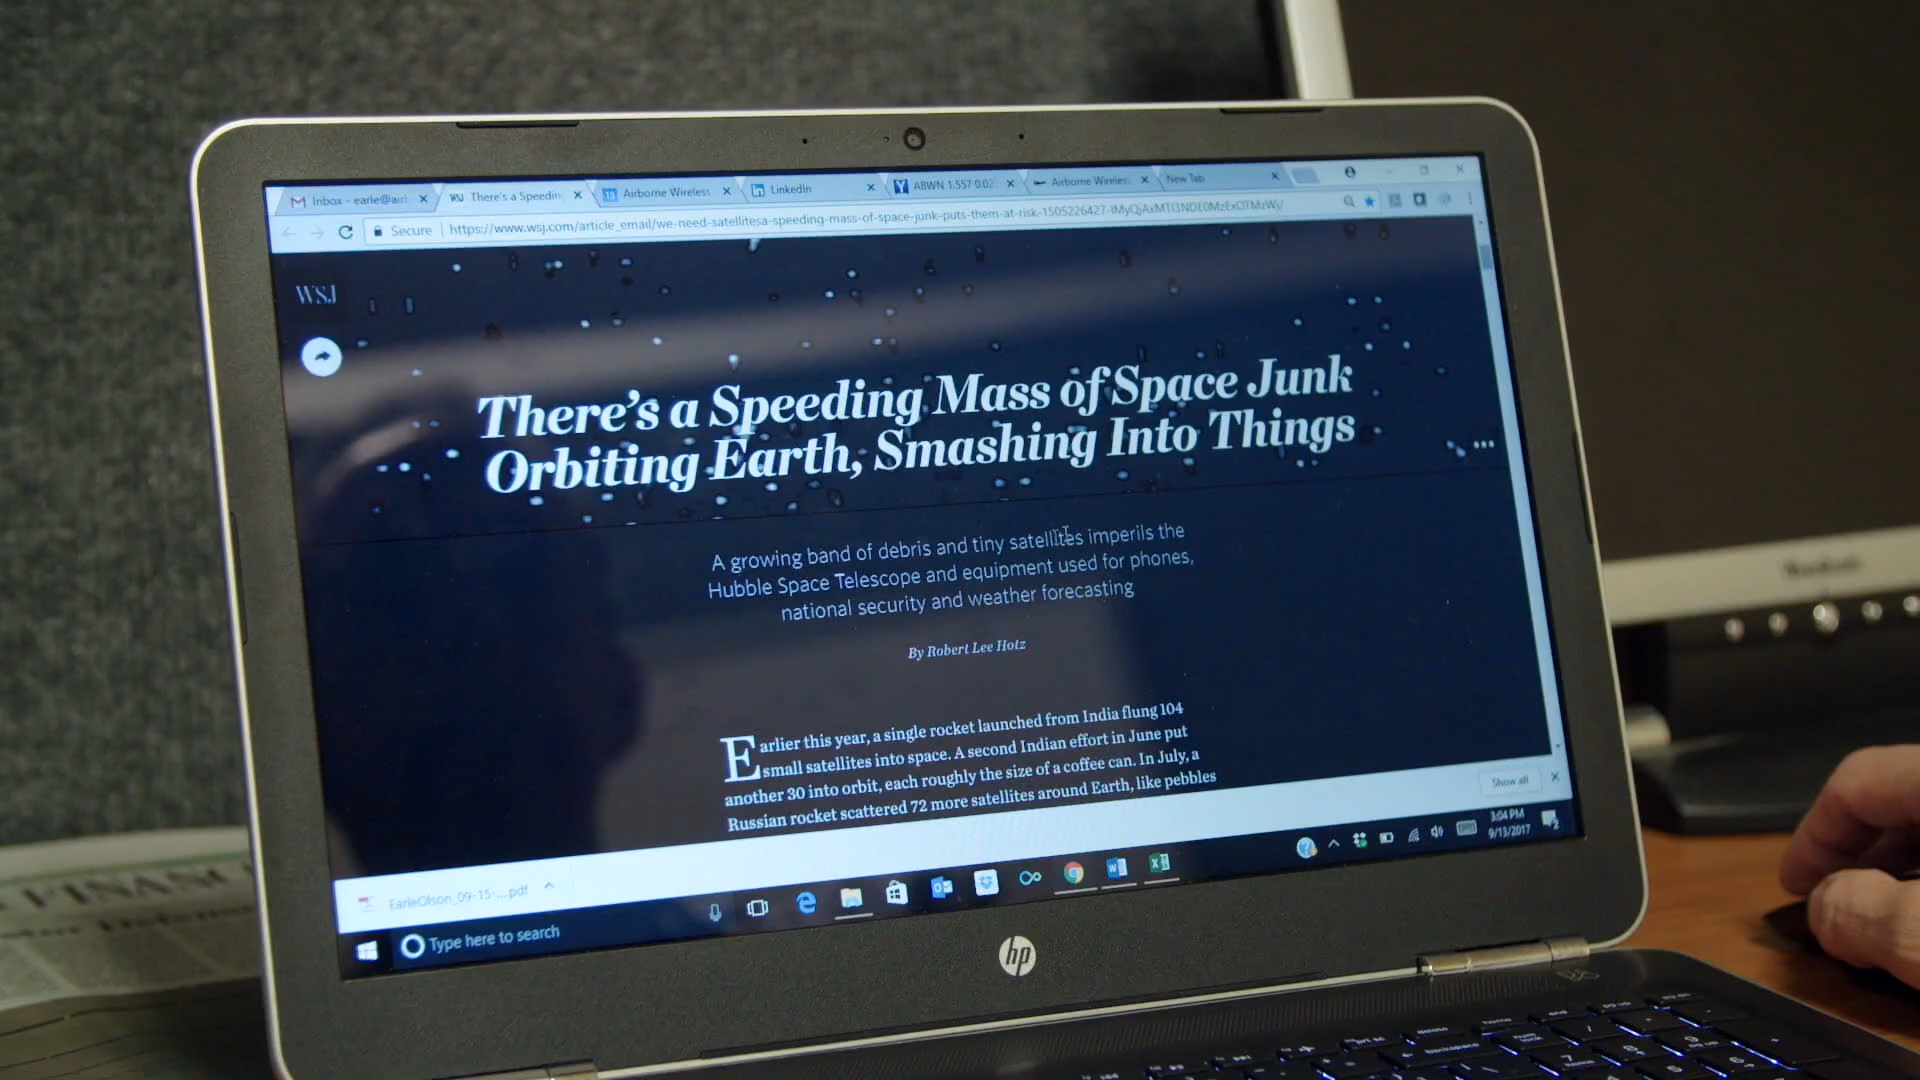 Inbox - earle@air
WSJ There's a Speedin
Airborne Wireless
LinkedIn
ABWN 1.557 0.02
Airborne Wireles
New Tab
Secure https://www.wsj.com/article_email/we-need-satellitesa-speeding-mass-of-space-junk-puts-them-at-risk-1505226427-
WSJ
There's a Speeding Mass of Space Junk
Orbiting Earth, Smashing Into Things
A growing band of debris and tiny satellites imperils the
Hubble Space Telescope and equipment used for phones,
national security and weather forecasting
By Robert Lee Hotz
Earlier this year, a single rocket launched from India flung 104
small satellites into space. A second Indian effort in June put
another 30 into orbit, each roughly the size of a coffee can. In July, a
Russian rocket scattered 72 more satellites around Earth, like pebbles
Show all
EarleOlson_09-15-....pdf
3:04 PM
9/13/2017
Type here to search
hp